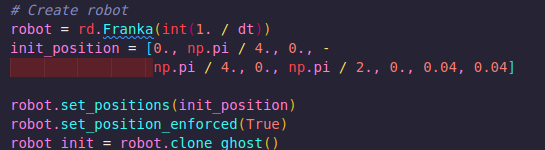 # Create robot
robot = rd.Franka(int(1. / dt))
init_position = [0., np.pi / 4., 0., -
np.pi / 4., 0., np.pi / 2., 0., 0.04, 0.04]
robot.set_positions(init_position)
robot.set_position_enforced(True)
robot_init = robot.clone_ghost()